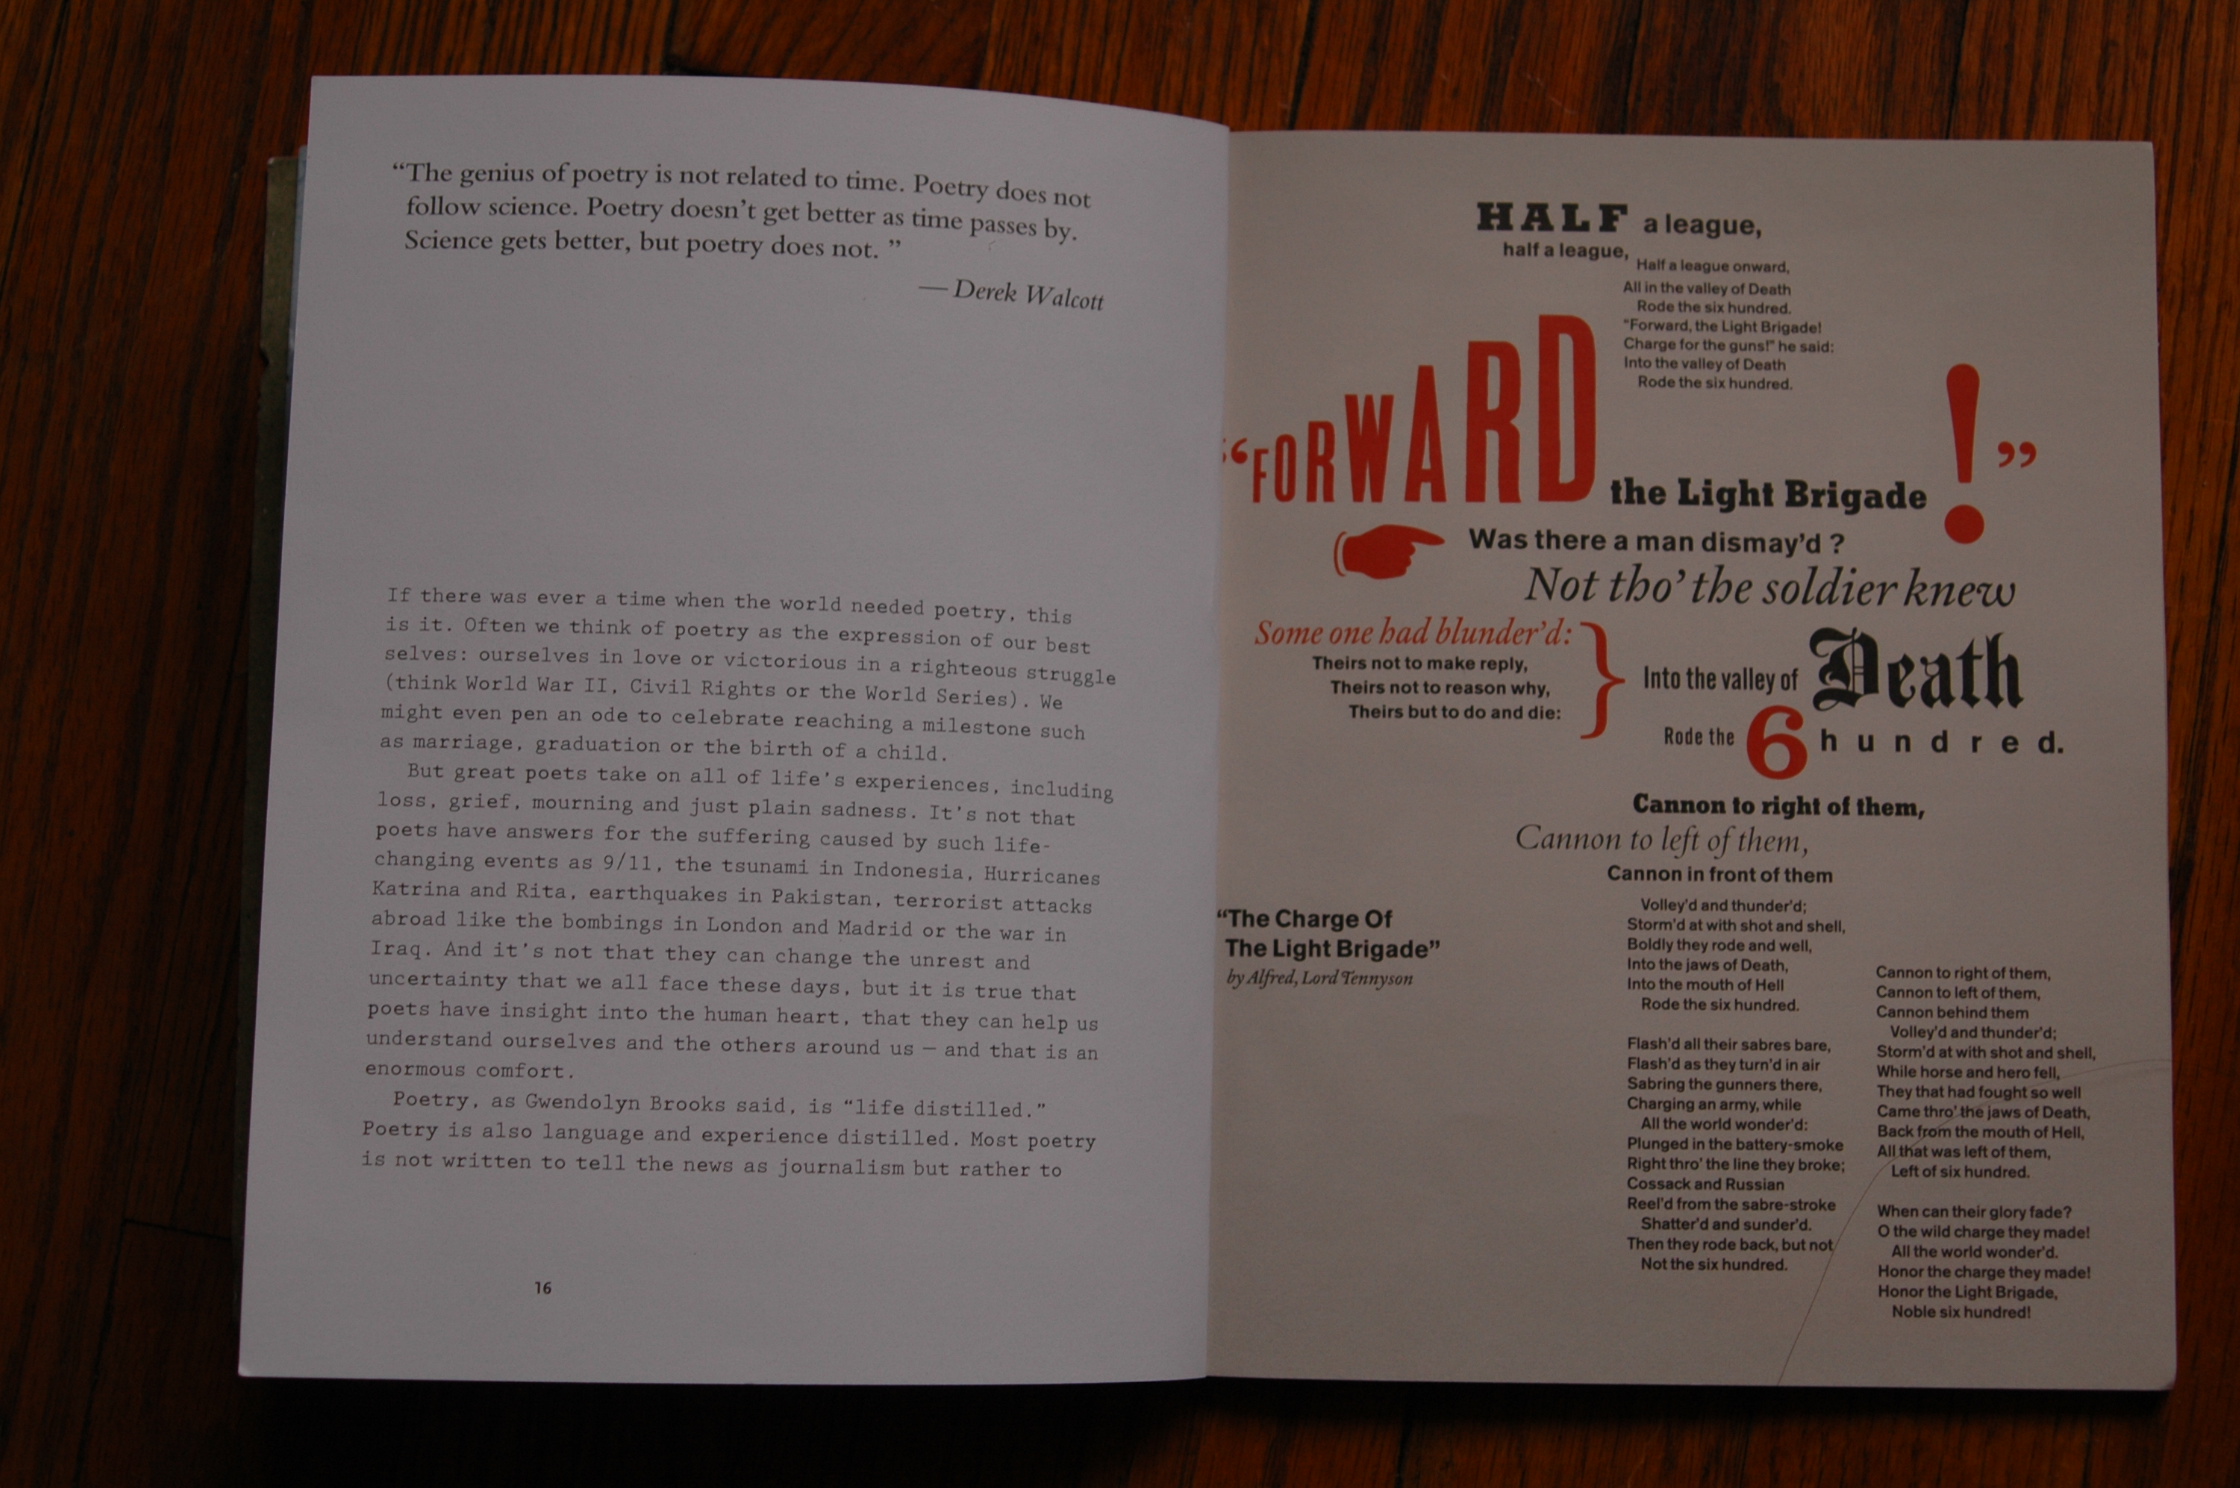 “The genius of poetry is not related to time. Poetry does not
follow science. Poetry doesn't get better as time passes by.
Science gets better, but poetry does not. ”
— Derek Walcott
If there was ever a time when the world needed poetry, this
is it. Often we think of poetry as the expression of our best
selves: ourselves in love or victorious in a righteous struggle
(think World War II, Civil Rights or the World Series). We
might even pen an ode to celebrate reaching a milestone such
as marriage, graduation or the birth of a child.
But great poets take on all of life's experiences, including
loss, grief, mourning and just plain sadness. It's not that
poets have answers for the suffering caused by such life-
changing events as 9/11, the tsunami in Indonesia, Hurricanes
Katrina and Rita, earthquakes in Pakistan, terrorist attacks
abroad like the bombings in London and Madrid or the war in
Iraq. And it's not that they can change the unrest and
uncertainty that we all face these days, but it is true that
poets have insight into the human heart, that they can help us
understand ourselves and the others around us — and that is an
enormous comfort.
Poetry, as Gwendolyn Brooks said, is “life distilled.”
Poetry is also language and experience distilled. Most poetry
is not written to tell the news as journalism but rather to
16
HALF a league,
half a league,
Half a league onward,
All in the valley of Death
Rode the six hundred.
“Forward, the Light Brigade!
Charge for the guns!” he said:
Into the valley of Death
Rode the six hundred.
“FORWARD
the Light Brigade!”
Was there a man dismay'd?
Not tho' the soldier knew
Some one had blunder'd:
Theirs not to make reply,
Theirs not to reason why,
Theirs but to do and die:
} Into the valley of Death
Rode the 6 hundred.
Cannon to right of them,
Cannon to left of them,
Cannon in front of them
Volley'd and thunder'd;
Storm'd at with shot and shell,
Boldly they rode and well,
Into the jaws of Death,
Into the mouth of Hell
Rode the six hundred.
Flash'd all their sabres bare,
Flash'd as they turn'd in air
Sabring the gunners there,
Charging an army, while
All the world wonder'd:
Plunged in the battery-smoke
Right thro' the line they broke;
Cossack and Russian
Reel'd from the sabre-stroke
Shatter'd and sunder'd.
Then they rode back, but not
Not the six hundred.
Cannon to right of them,
Cannon to left of them,
Cannon behind them
Volley'd and thunder'd;
Storm'd at with shot and shell,
While horse and hero fell,
They that had fought so well
Came thro' the jaws of Death,
Back from the mouth of Hell,
All that was left of them,
Left of six hundred.
When can their glory fade?
O the wild charge they made!
All the world wonder'd.
Honor the charge they made!
Honor the Light Brigade,
Noble six hundred!
“The Charge Of
The Light Brigade”
by Alfred, Lord Tennyson